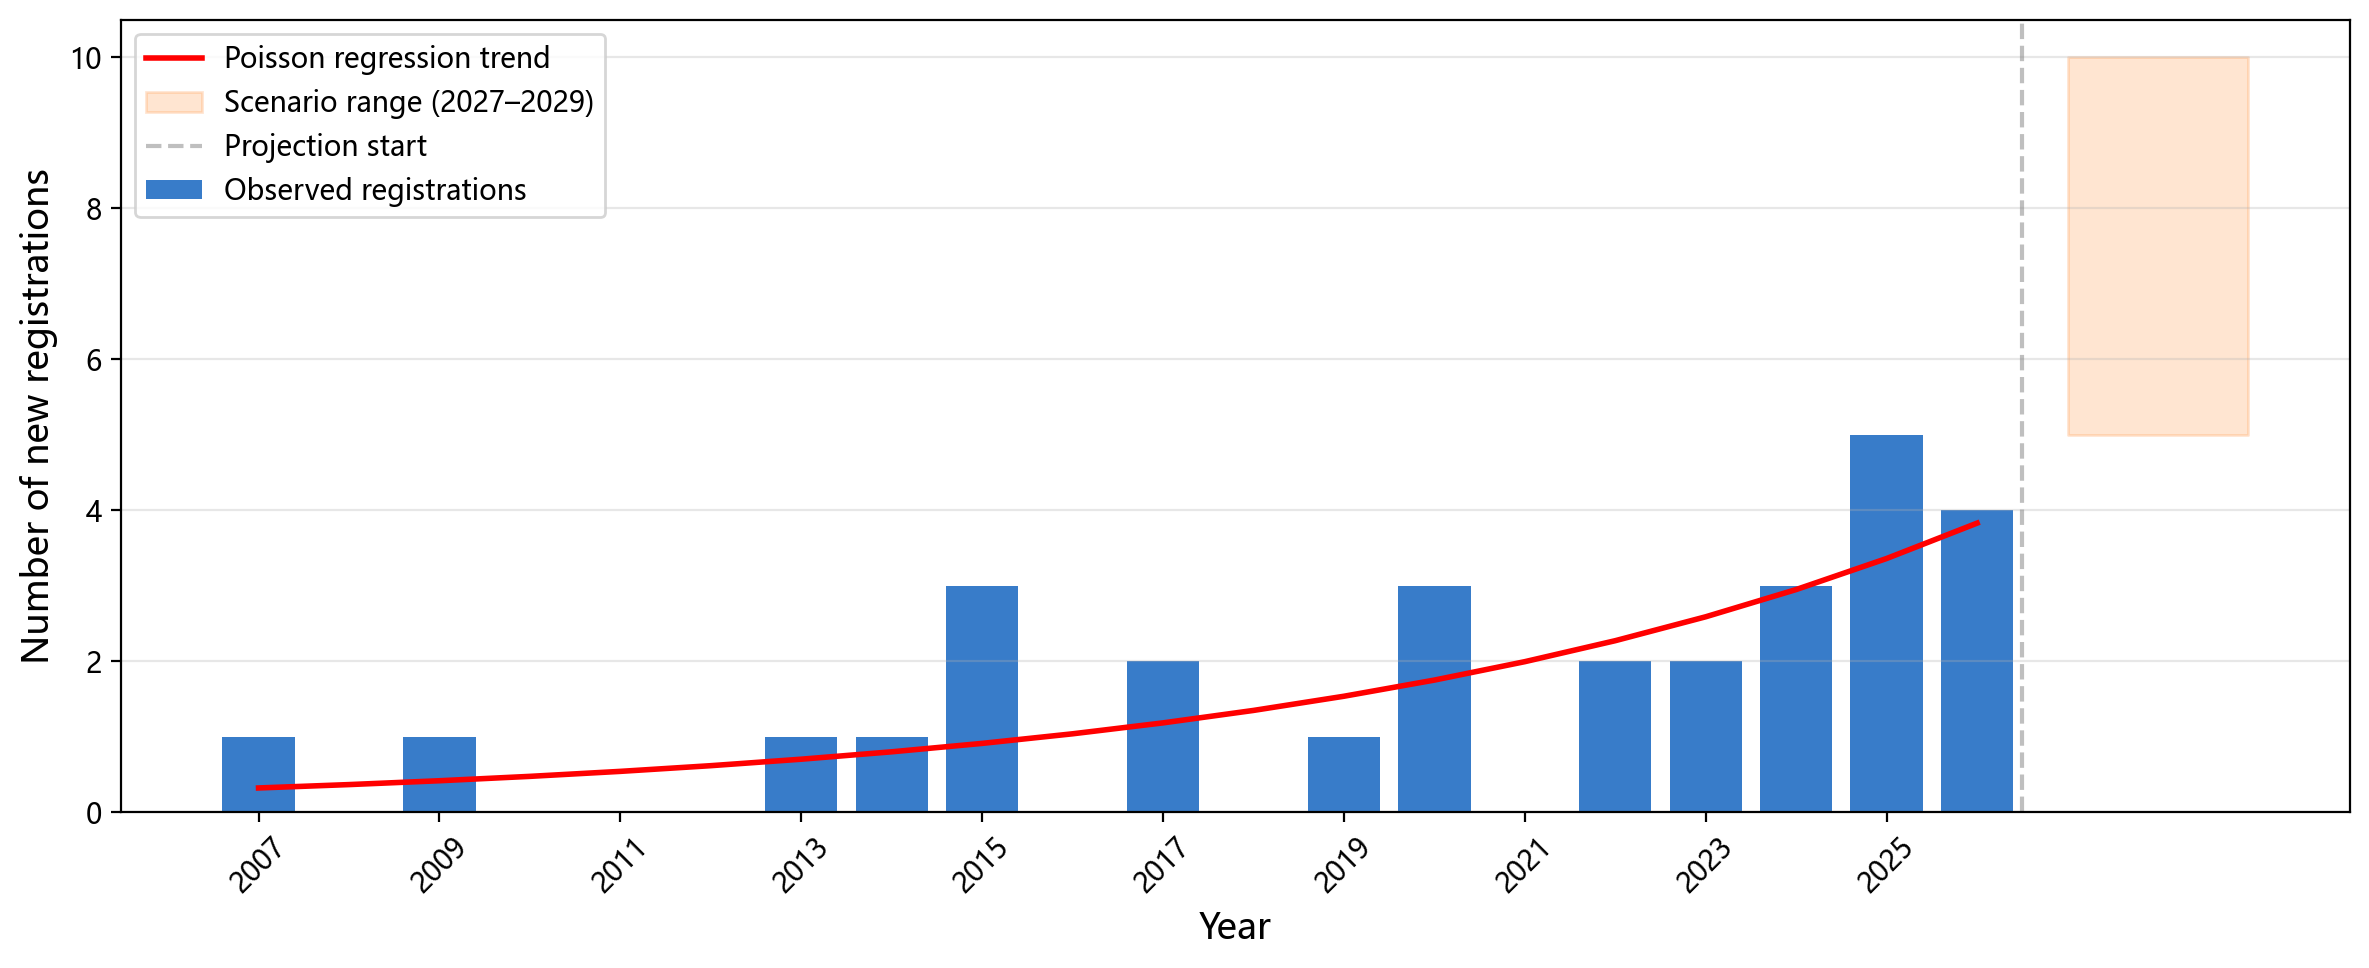 Poisson regression trend
Scenario range (2027–2029)
Projection start
Observed registrations
Number of new registrations
10
8
6
4
2
0
2007
2009
2011
2013
2015
2017
2019
2021
2023
2025
Year